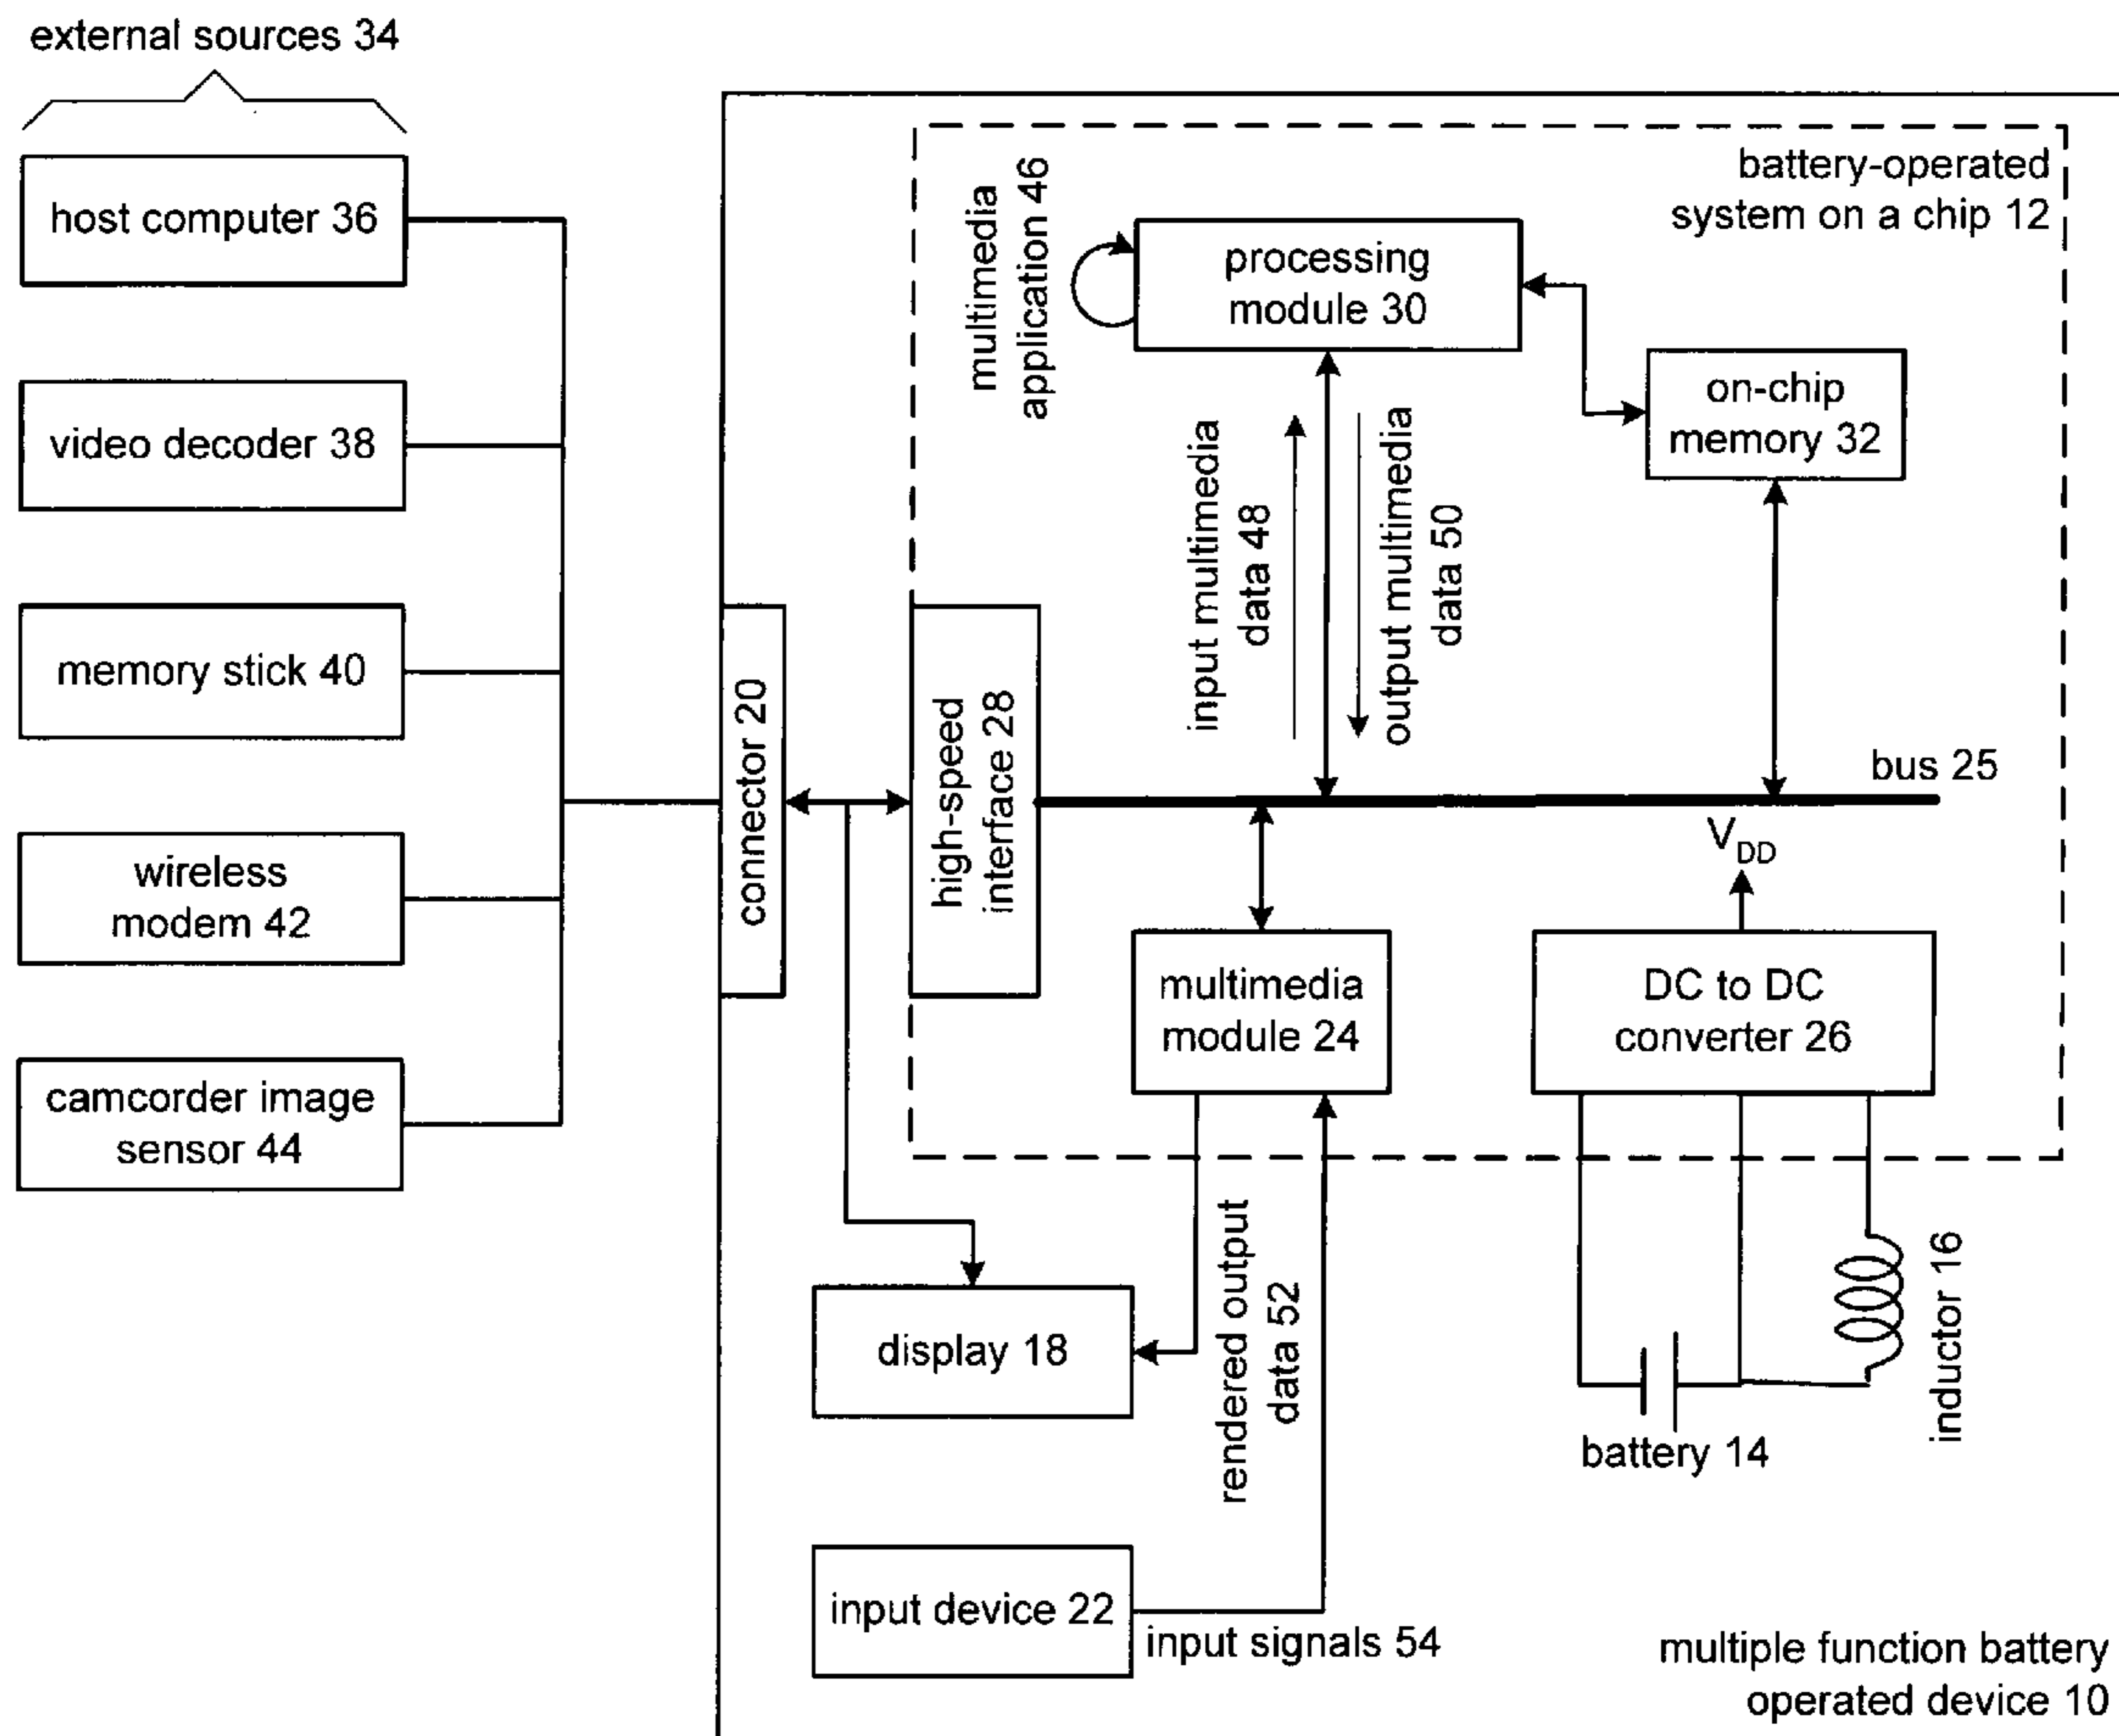 external sources 34
host computer 36
video decoder 38
memory stick 40
wireless
modem 42
camcorder image
sensor 44
connector 20
high-speed
interface 28
battery-operated
system on a chip 12
multimedia
application 46
processing
module 30
on-chip
memory 32
input multimedia
data 48
output multimedia
data 50
bus 25
VDD
multimedia
module 24
DC to DC
converter 26
display 18
rendered output
data 52
inductor 16
battery 14
input device 22
input signals 54
multiple function battery
operated device 10